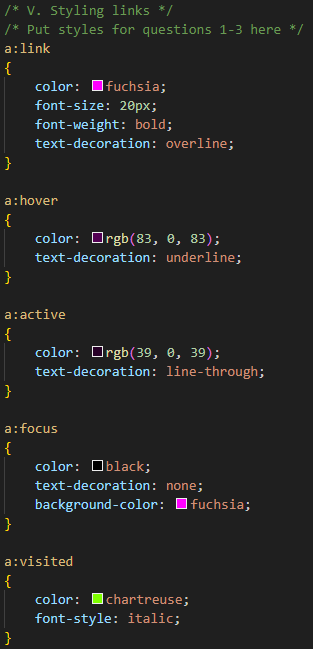 /* V. Styling links */
/* Put styles for questions 1-3 here */
a:link
{
    color: fuchsia;
    font-size: 20px;
    font-weight: bold;
    text-decoration: overline;
}

a:hover
{
    color: rgb(83, 0, 83);
    text-decoration: underline;
}

a:active
{
    color: rgb(39, 0, 39);
    text-decoration: line-through;
}

a:focus
{
    color: black;
    text-decoration: none;
    background-color: fuchsia;
}

a:visited
{
    color: chartreuse;
    font-style: italic;
}